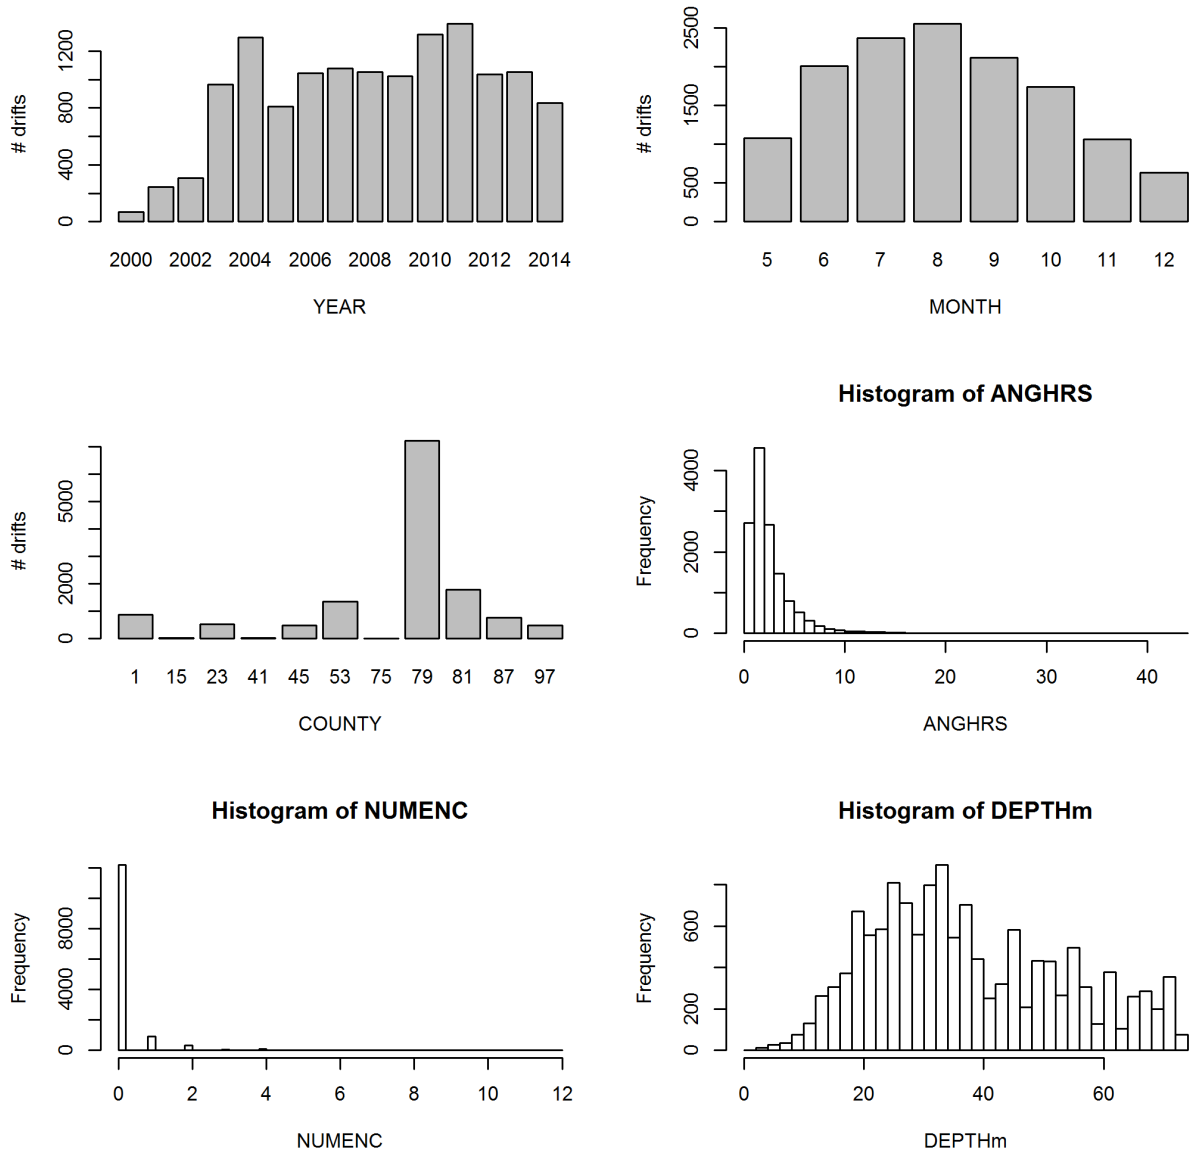 # drifts
0 400 800 1200
2000 2002 2004 2006 2008 2010 2012 2014
YEAR
# drifts
0 500 1500 2500
5 6 7 8 9 10 11 12
MONTH
# drifts
0 2000 5000
1 15 23 41 45 53 75 79 81 87 97
COUNTY
Histogram of ANGHRS
Frequency
0 2000 4000
0 10 20 30 40
ANGHRS
Histogram of NUMENC
Frequency
0 4000 8000
0 2 4 6 8 10 12
NUMENC
Histogram of DEPTHm
Frequency
0 200 600
0 20 40 60
DEPTHm